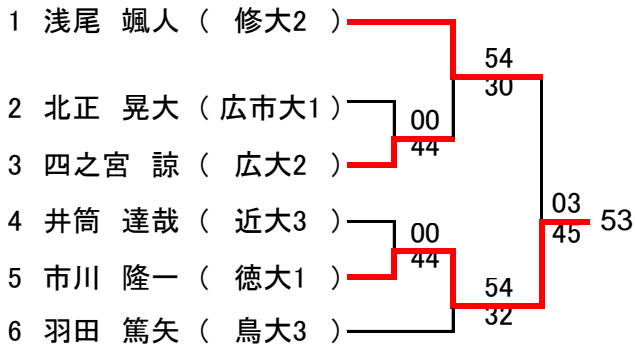 1 浅尾 颯人 ( 修大2 )
54
30
2 北正 晃大 ( 広市大1 )
00
44
3 四之宮 諒 ( 広大2 )
03
45
53
4 井筒 達哉 ( 近大3 )
00
44
5 市川 隆一 ( 徳大1 )
54
32
6 羽田 篤矢 ( 鳥大3 )